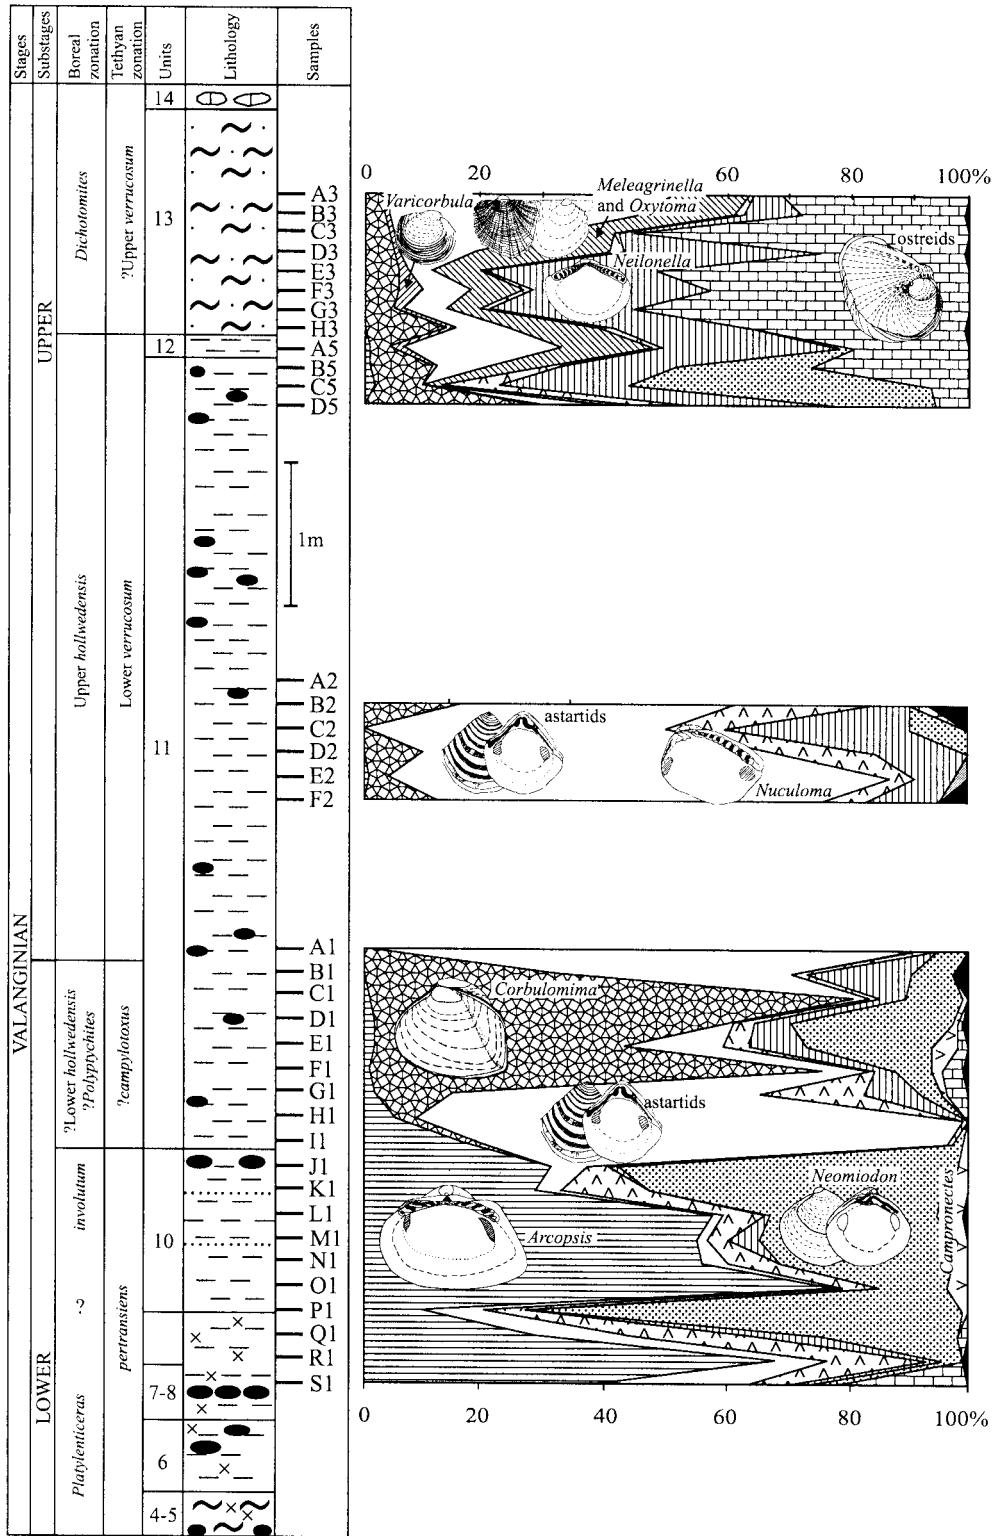 Stages
Substages
Boreal
zonation
Tethyan
zonation
Units
Lithology
Samples
VALANGINIAN
UPPER
LOWER
Dichotomites
Upper hollwedensis
?Lower hollwedensis
?Polyptychites
involutum
?
Platylenticeras
?Upper verrucosum
Lower verrucosum
?campylotoxus
pertransiens
14
13
12
11
10
7-8
6
4-5
1m
A3
B3
C3
D3
E3
F3
G3
H3
A5
B5
C5
D5
A2
B2
C2
D2
E2
F2
A1
B1
C1
D1
E1
F1
G1
H1
I1
J1
K1
L1
M1
N1
O1
P1
Q1
R1
S1
0 20 60 80 100%
Varicorbula
Meleagrinella
and Oxytoma
Neilonella
ostreids
astartids
Nuculoma
Corbulomima
astartids
Neomiodon
Arcopsis
Camptonectes
0 20 40 60 80 100%